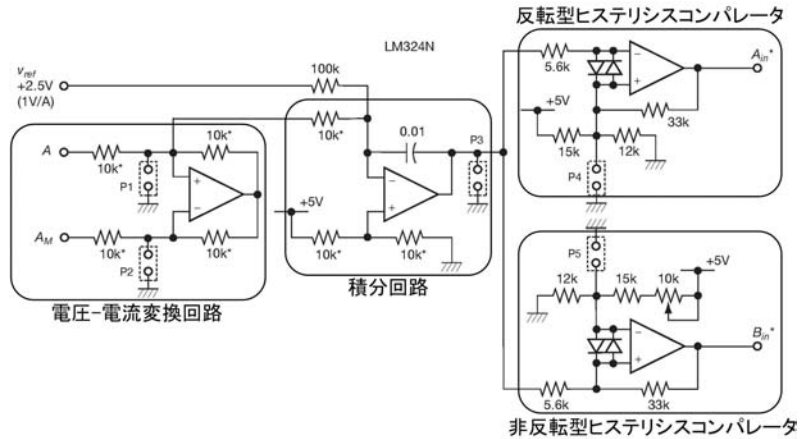 反転型ヒステリシスコンパレータ
LM324N
v_ref
+2.5V
(1V/A)
100k
5.6k
A_in*
+5V
33k
15k
12k
P4
10k*
0.01
P3
A
10k*
10k*
P1
+5V
A_M
10k*
10k*
P2
10k*
10k*
電圧-電流変換回路
積分回路
P5
+5V
12k
15k
10k
B_in*
5.6k
33k
非反転型ヒステリシスコンパレータ